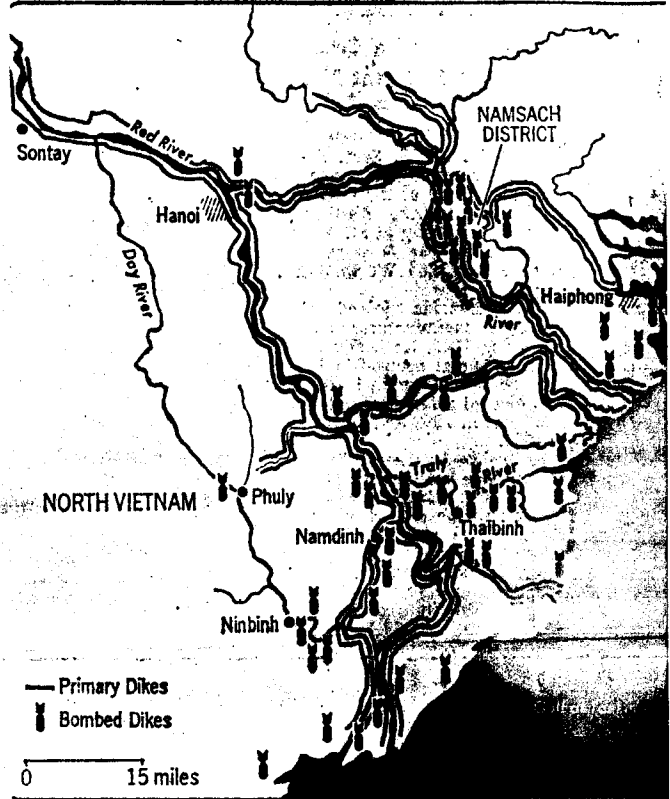 NAMSACH
DISTRICT
Sontay
Red River
Hanoi
Day River
Haiphong
River
NORTH VIETNAM
Phuly
Traly River
Namdinh
Thaibinh
Ninbinh
Primary Dikes
Bombed Dikes
0 15 miles